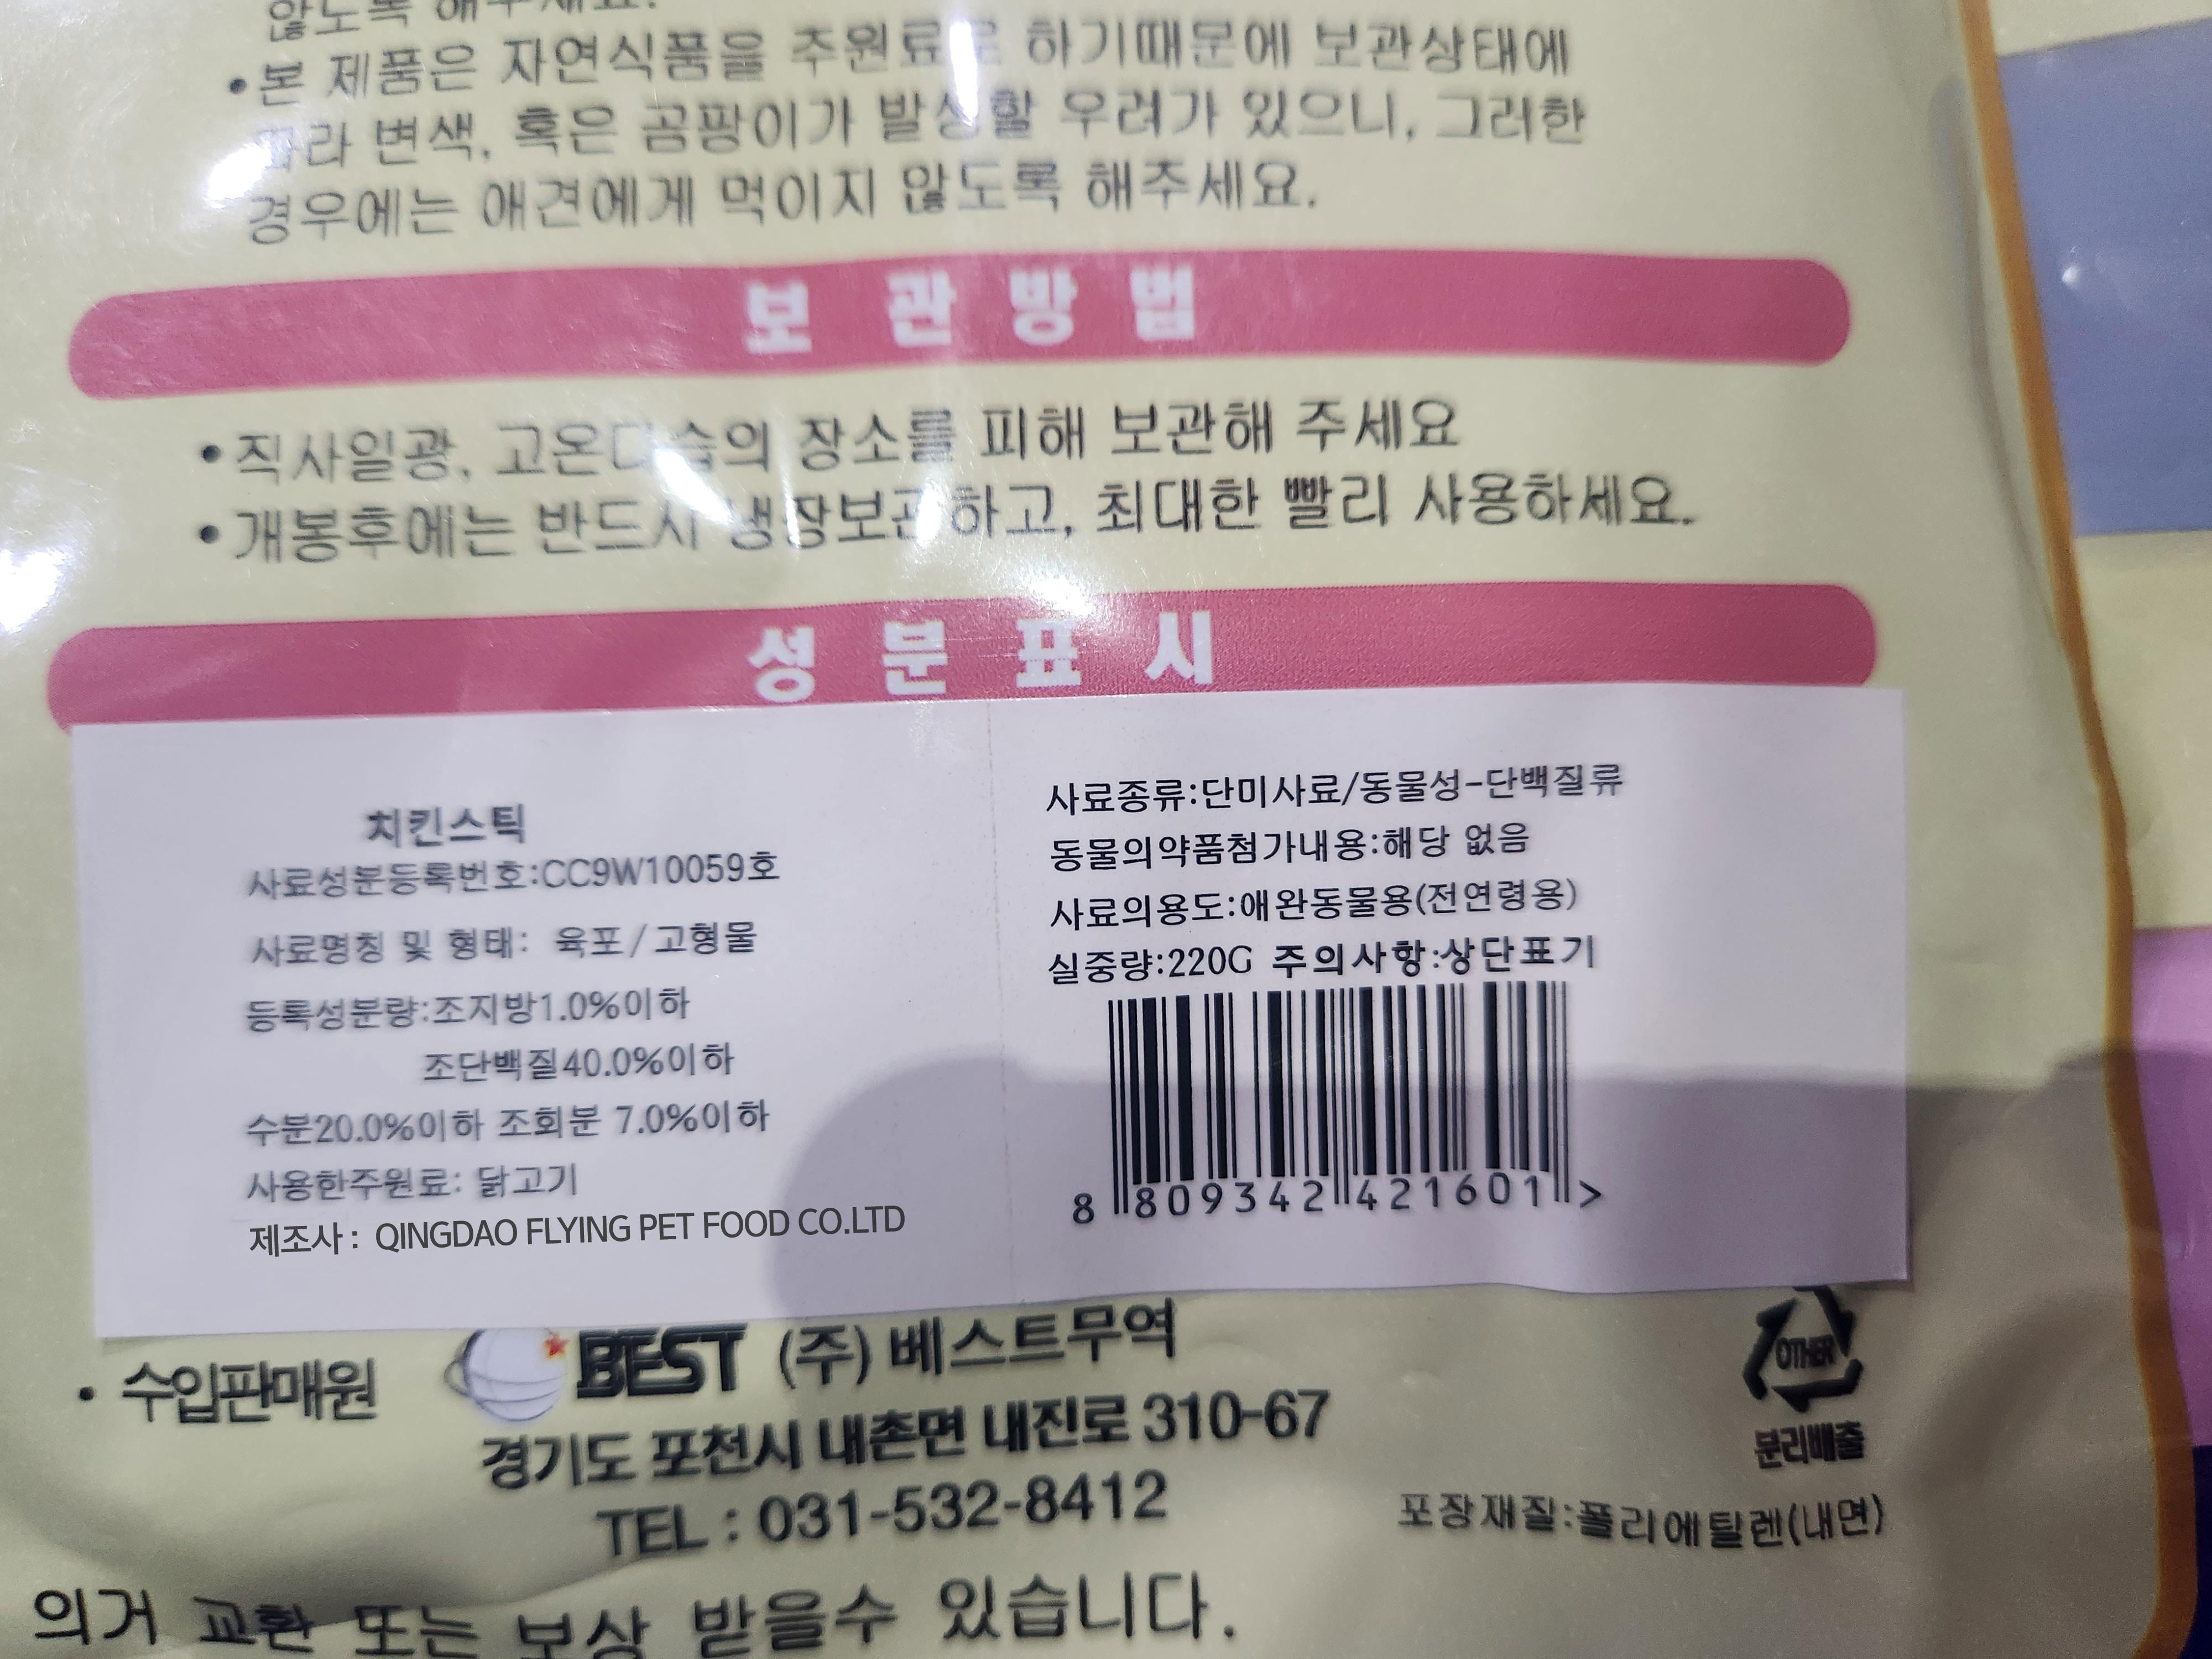 않도록 해주세요.
•본 제품은 자연식품을 주원료로 하기때문에 보관상태에
따라 변색, 혹은 곰팡이가 발생할 우려가 있으니, 그러한
경우에는 애견에게 먹이지 않도록 해주세요.
보관방법
•직사일광, 고온다습의 장소를 피해 보관해 주세요
•개봉후에는 반드시 냉장보관하고, 최대한 빨리 사용하세요.
성분표시
치킨스틱
사료성분등록번호:CC9W10059호
사료명칭 및 형태: 육포/고형물
등록성분량:조지방1.0%이하
조단백질40.0%이하
수분20.0%이하 조회분 7.0%이하
사용한주원료: 닭고기
제조사: QINGDAO FLYING PET FOOD CO.LTD
사료종류:단미사료/동물성-단백질류
동물의약품첨가내용:해당 없음
사료의용도:애완동물용(전연령용)
실중량:220G 주의사항:상단표기
8 809342 421601 >
• 수입판매원 BEST (주) 베스트무역
경기도 포천시 내촌면 내진로 310-67
TEL : 031-532-8412
OTHER
분리배출
포장재질:폴리에틸렌(내면)
의거 교환 또는 보상 받을수 있습니다.